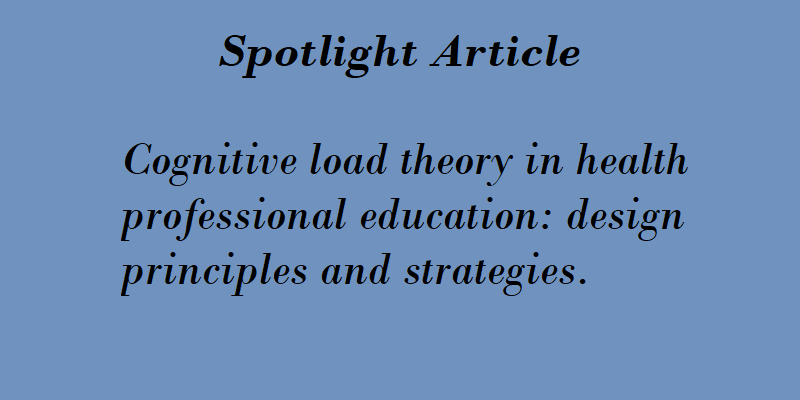 Spotlight Article
Cognitive load theory in health
professional education: design
principles and strategies.